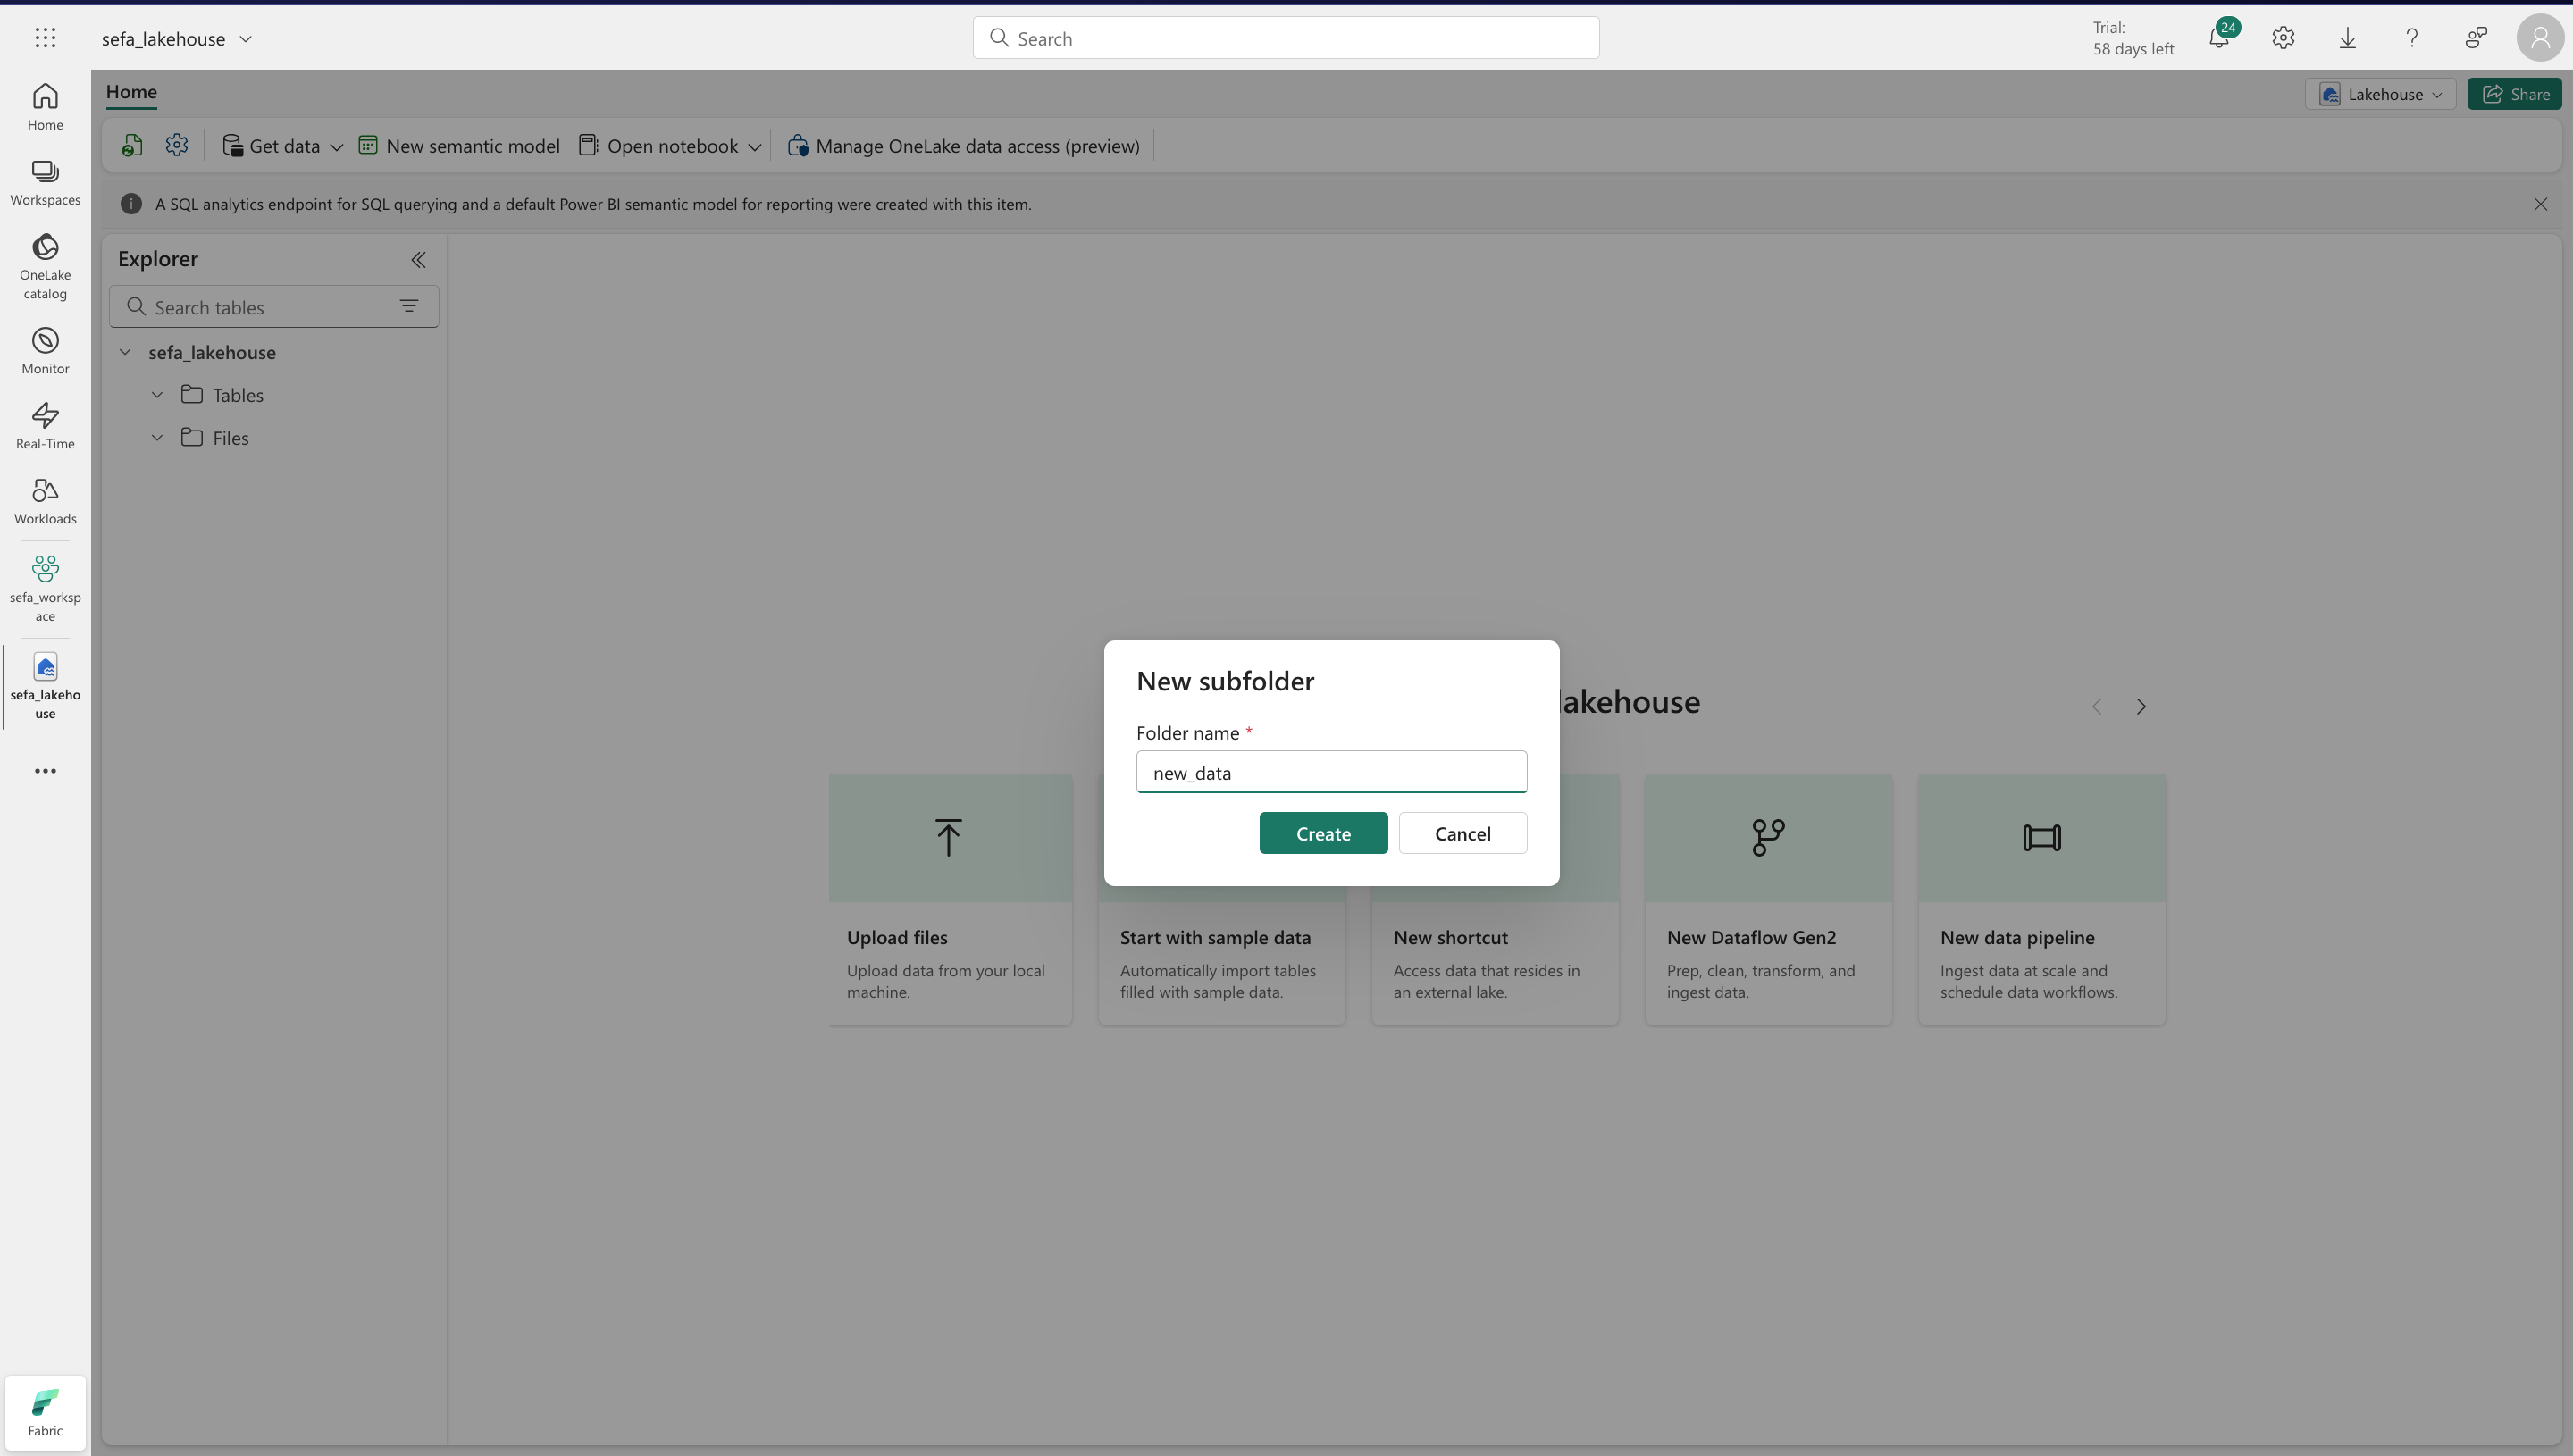 sefa_lakehouse
Search
Trial:
58 days left
24
Home
Lakehouse
Share
Get data
New semantic model
Open notebook
Manage OneLake data access (preview)
A SQL analytics endpoint for SQL querying and a default Power BI semantic model for reporting were created with this item.
Home
Workspaces
OneLake
catalog
Monitor
Real-Time
Workloads
sefa_worksp
ace
sefa_lakeho
use
Fabric
Explorer
Search tables
sefa_lakehouse
Tables
Files
lakehouse
New subfolder
Folder name *
new_data
Create
Cancel
Upload files
Upload data from your local
machine.
Start with sample data
Automatically import tables
filled with sample data.
New shortcut
Access data that resides in
an external lake.
New Dataflow Gen2
Prep, clean, transform, and
ingest data.
New data pipeline
Ingest data at scale and
schedule data workflows.